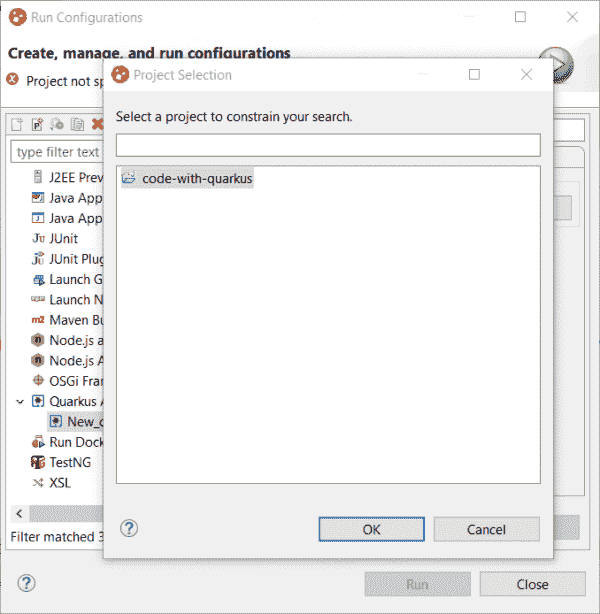 Run Configurations
Create, manage, and run configurations
Project not sp
Project Selection
Select a project to constrain your search.
type filter text
code-with-quarkus
J2EE Prev
Java App
Java App
JUnit
JUnit Plug
Launch G
Launch N
m2 Maven Bu
Node.js a
Node.js A
OSGi Fran
Quarkus A
New_c
Run Dock
TestNG
XSL
Filter matched 3
OK
Cancel
Run
Close